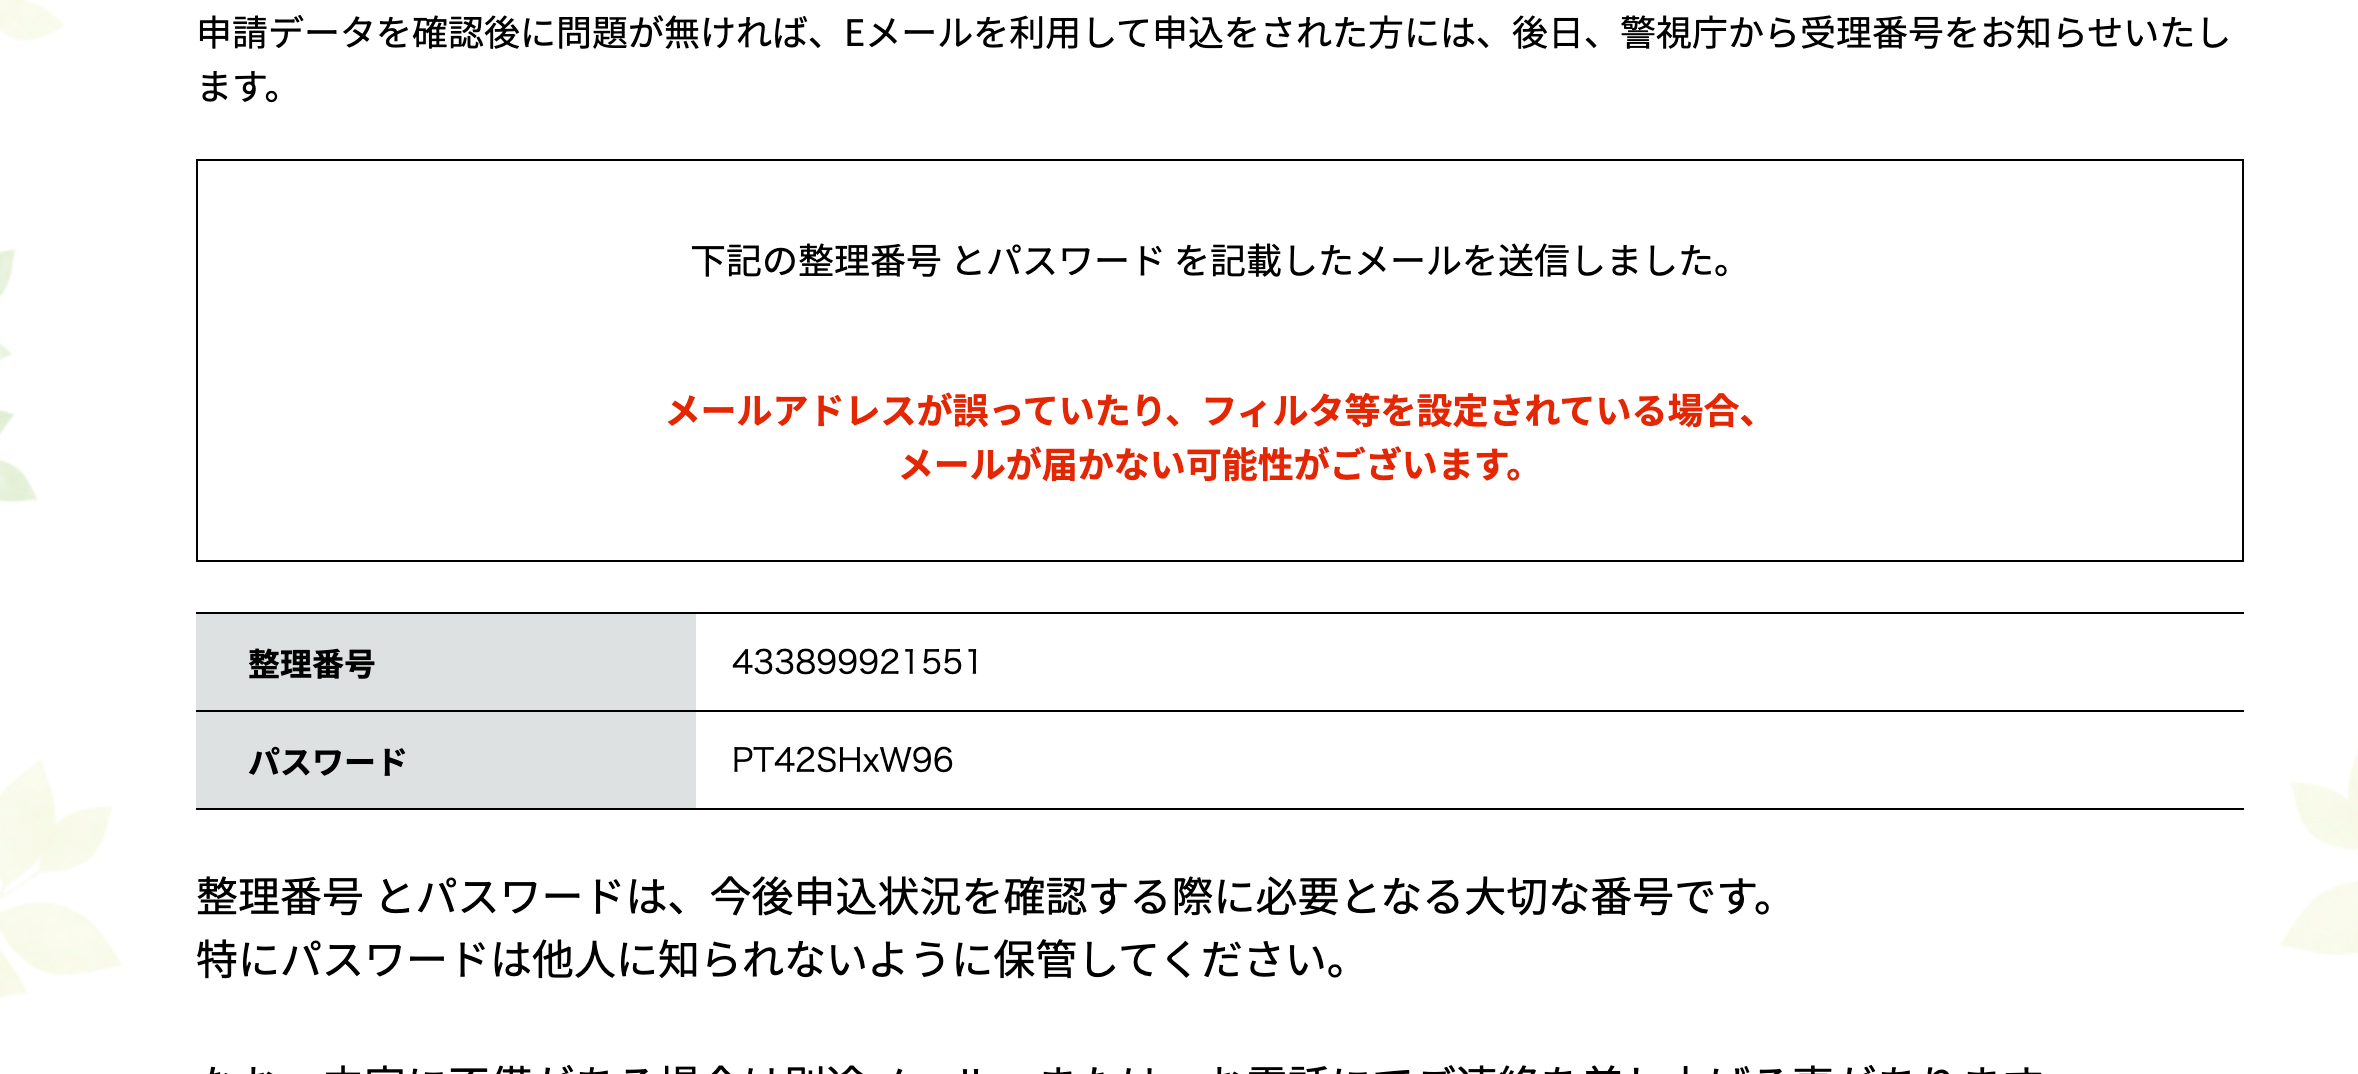 申請データを確認後に問題が無ければ、Eメールを利用して申込をされた方には、後日、警視庁から受理番号をお知らせいたし
ます。
下記の整理番号 とパスワード を記載したメールを送信しました。
メールアドレスが誤っていたり、フィルタ等を設定されている場合、
メールが届かない可能性がございます。
整理番号 433899921551
パスワード PT42SHxW96
整理番号 とパスワードは、今後申込状況を確認する際に必要となる大切な番号です。
特にパスワードは他人に知られないように保管してください。